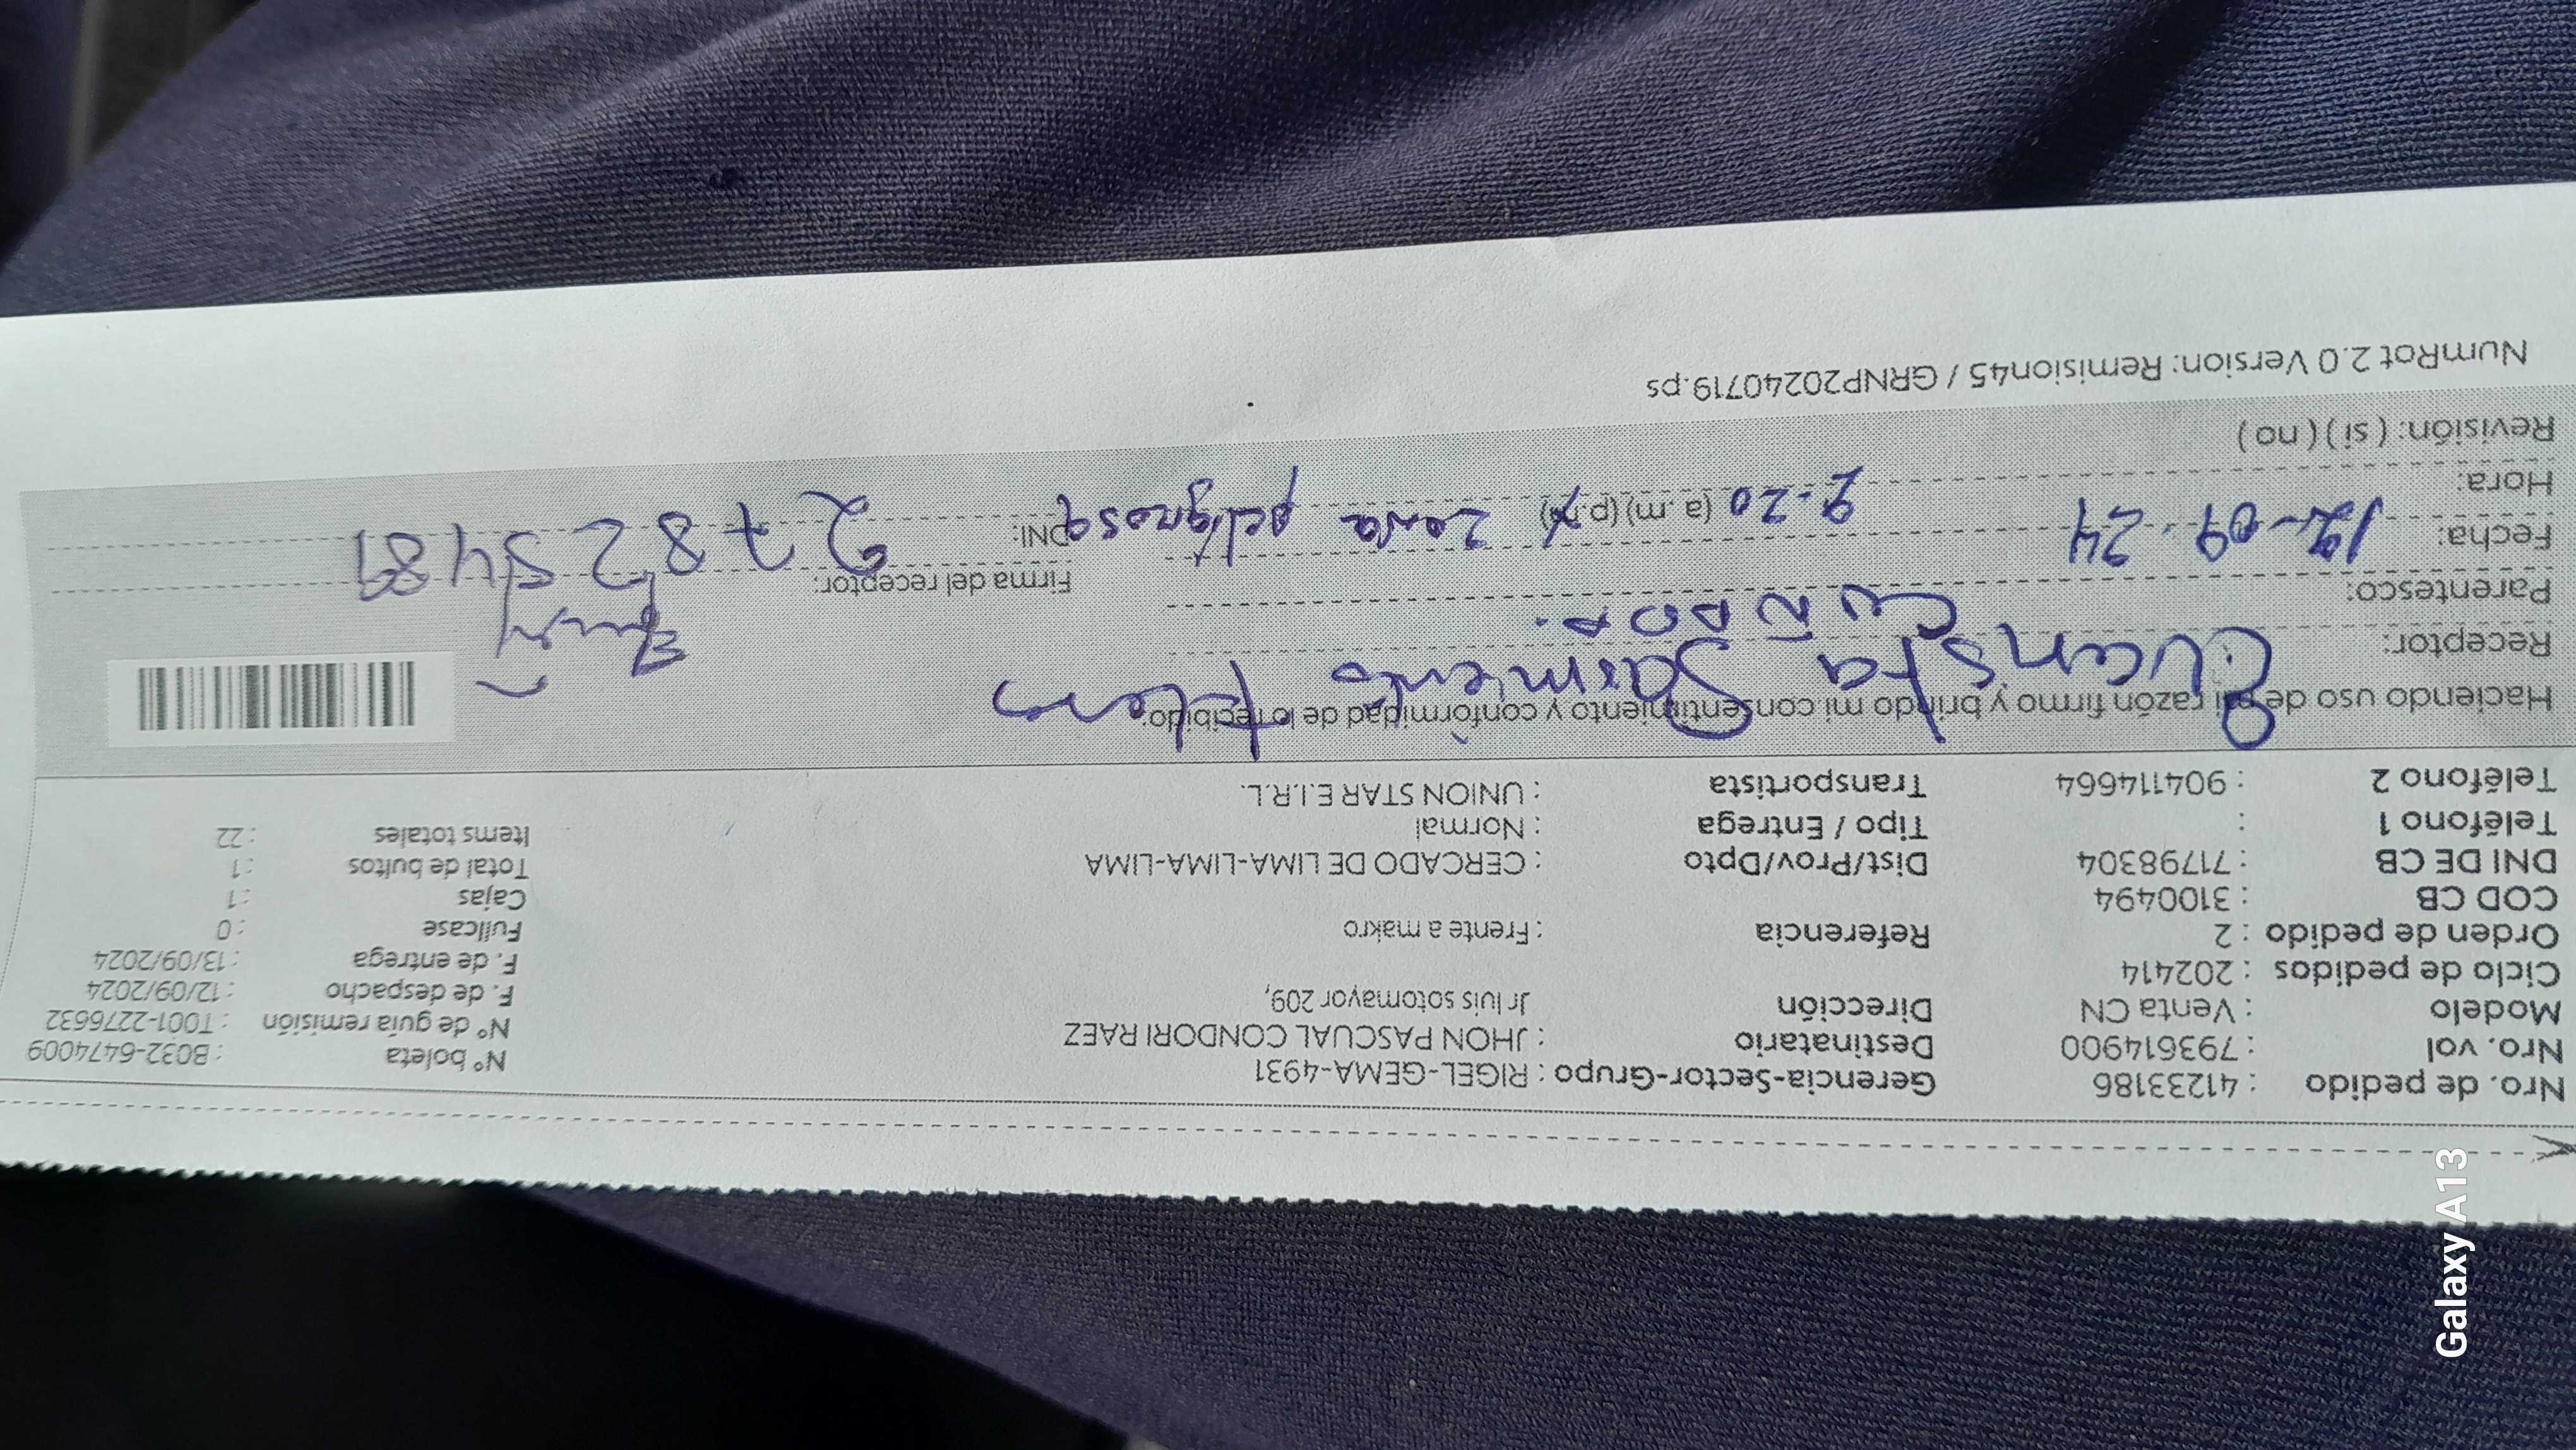 Nro. de pedido : 41233186 Gerencia-Sector-Grupo : RIGEL-GEMA-4931 N° boleta : B032-6474009
Nro. vol : 793614900 Destinatario : JHON PASCUAL CONDORI RAEZ N° de guía remisión : T001-2276632
Modelo : Venta CN Dirección Jr luis sotomayor 209, F. de despacho : 12/09/2024
Ciclo de pedidos : 202414 F. de entrega : 13/09/2024
Orden de pedido : 2 Referencia : Frente a makro Fullcase : 0
COD CB : 3100494 Cajas : 1
DNI DE CB : 71798304 Dist/Prov/Dpto : CERCADO DE LIMA-LIMA-LIMA Total de bultos : 1
Teléfono 1 : Tipo / Entrega : Normal Items totales : 22
Teléfono 2 : 904114664 Transportista : UNION STAR E.I.R.L.
Haciendo uso de mi razón firmo y brindo mi consentimiento y conformidad de lo recibido.
Receptor: Sarmiento
Parentesco: CUÑADA. Firma del receptor:
Fecha: 12-09-24 DNI: 27825489
Hora: 9-20 (a.m) (p.m) zona peligrosa
Revisión: ( si ) ( no )
NumRot 2.0 Version: Remision45 / GRNP20240719.ps
Galaxy A13